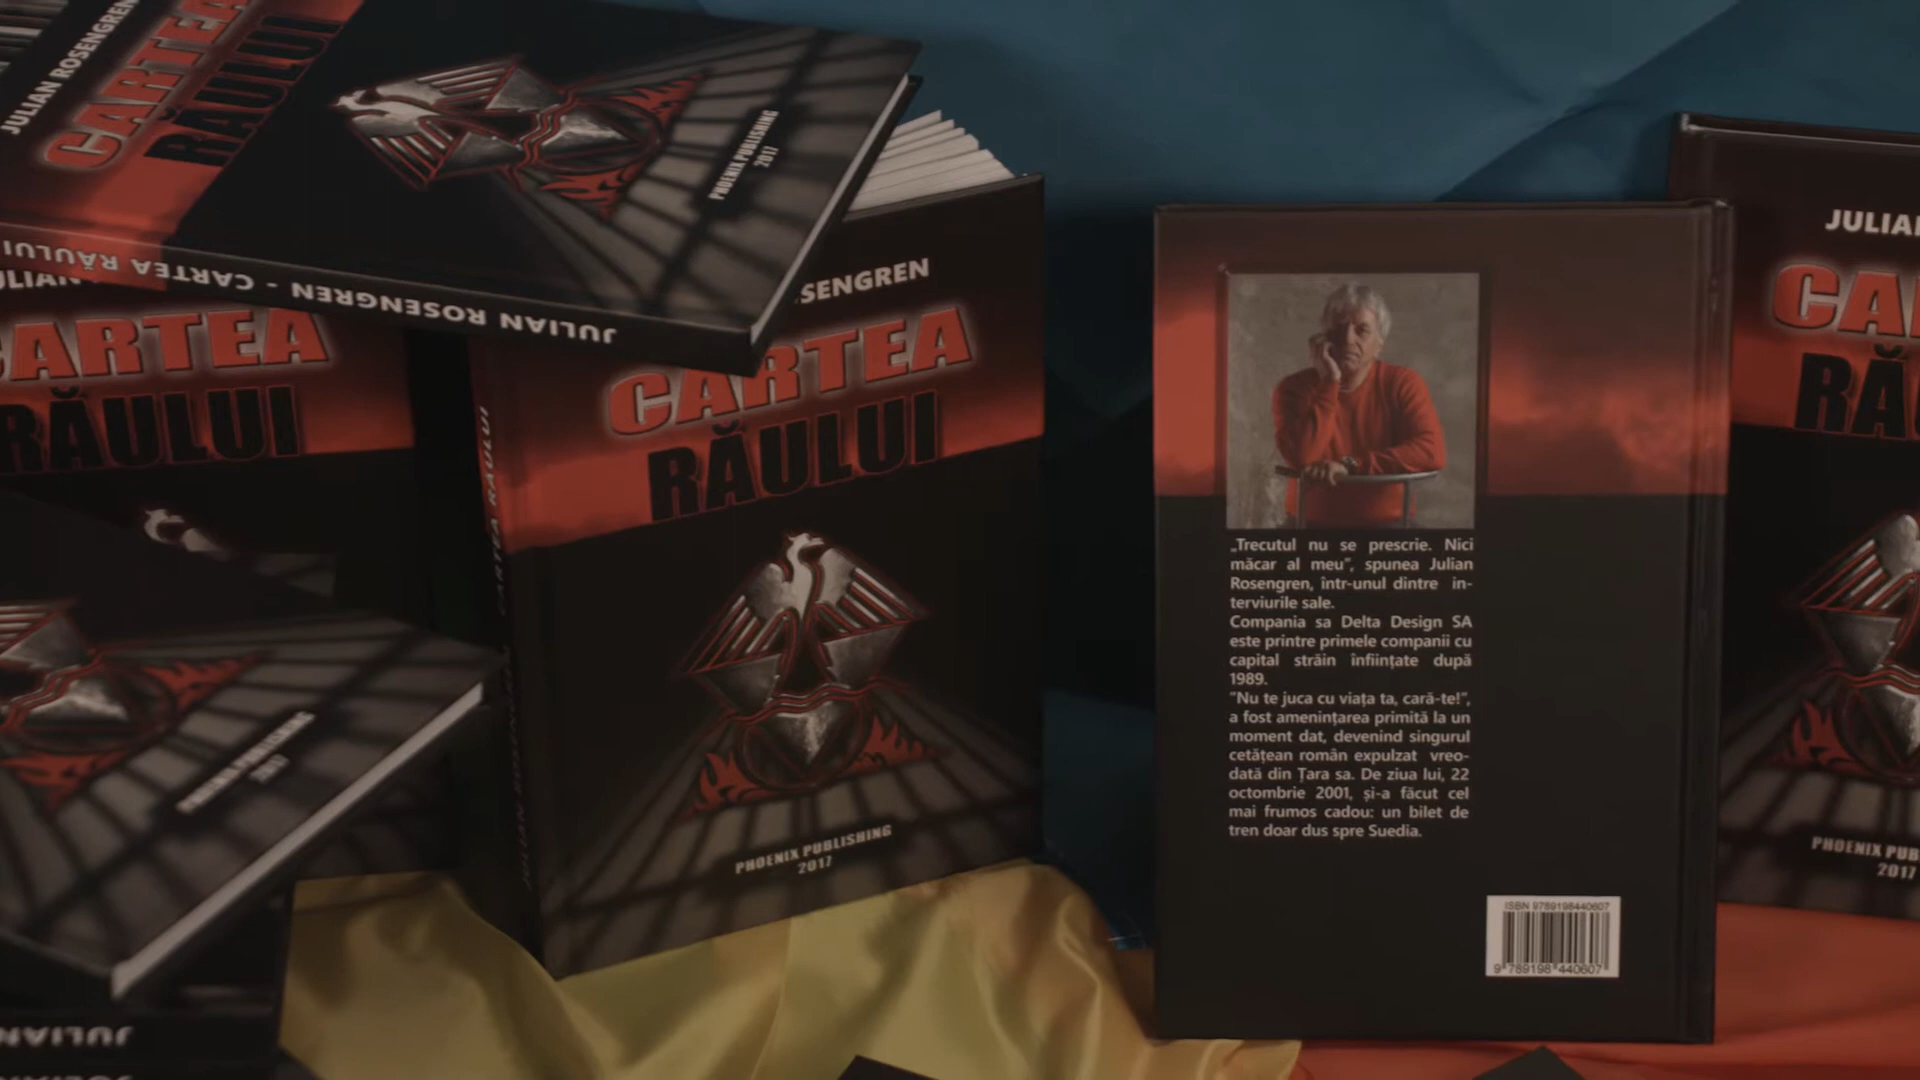 JULIAN ROSENGREN
CARTEA
RĂULUI
PHOENIX PUBLISHING
2017
JULIAN ROSENGREN - CARTEA RĂULUI
CARTEA
RĂULUI
PHOENIX PUBLISHING
2017
JULIAN
SENGREN
CARTEA
RĂULUI
CARTEA RĂULUI
PHOENIX PUBLISHING
2017
„Trecutul nu se prescrie. Nici
măcar al meu”, spunea Julian
Rosengren, într-unul dintre in-
terviurile sale.
Compania sa Delta Design SA
este printre primele companii cu
capital străin înființate după
1989.
"Nu te juca cu viața ta, cară-te!",
a fost amenințarea primită la un
moment dat, devenind singurul
cetățean român expulzat vreo-
dată din Țara sa. De ziua lui, 22
octombrie 2001, și-a făcut cel
mai frumos cadou: un bilet de
tren doar dus spre Suedia.
ISBN 9789198440607
9 789198 440607
JULIA
CA
RĂ
PHOENIX PUB
2017